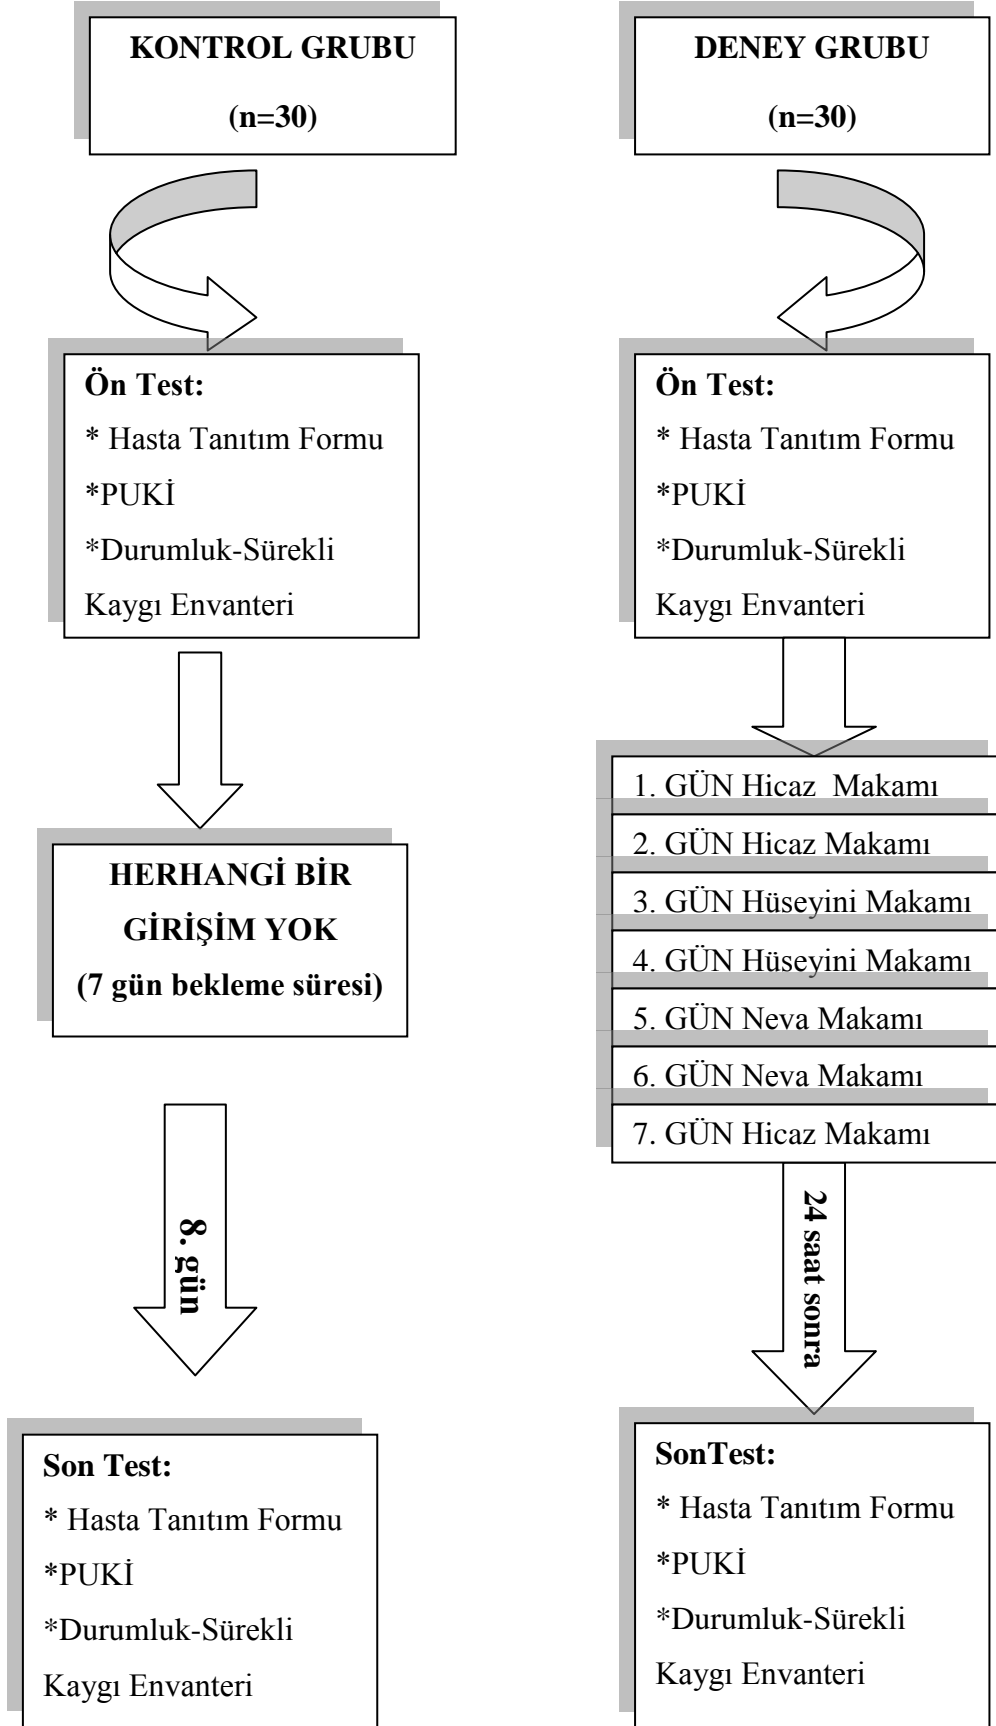 KONTROL GRUBU
(n=30)
DENEY GRUBU
(n=30)
Ön Test:
* Hasta Tanıtım Formu
*PUKİ
*Durumluk-Sürekli
Kaygı Envanteri
Ön Test:
* Hasta Tanıtım Formu
*PUKİ
*Durumluk-Sürekli
Kaygı Envanteri
HERHANGİ BİR
GİRİŞİM YOK
(7 gün bekleme süresi)
1. GÜN Hicaz  Makamı
2. GÜN Hicaz Makamı
3. GÜN Hüseyini Makamı
4. GÜN Hüseyini Makamı
5. GÜN Neva Makamı
6. GÜN Neva Makamı
7. GÜN Hicaz Makamı
8. gün
24 saat sonra
Son Test:
* Hasta Tanıtım Formu
*PUKİ
*Durumluk-Sürekli
Kaygı Envanteri
SonTest:
* Hasta Tanıtım Formu
*PUKİ
*Durumluk-Sürekli
Kaygı Envanteri